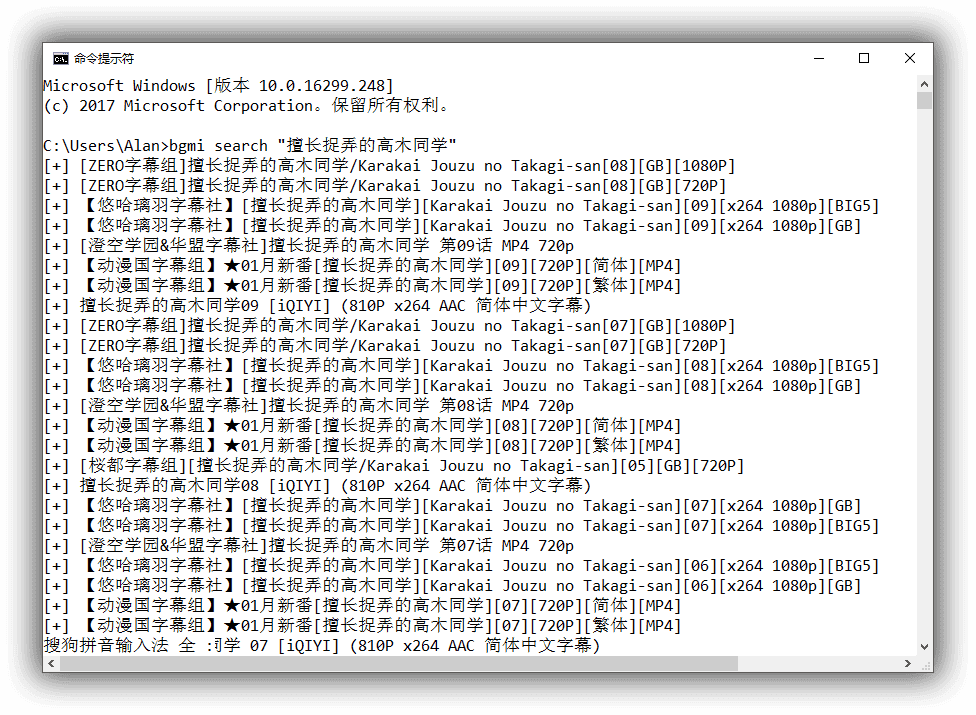 命令提示符
Microsoft Windows [版本 10.0.16299.248]
(c) 2017 Microsoft Corporation。保留所有权利。
C:\Users\Alan>bgmi search "擅长捉弄的高木同学"
[+] [ZERO字幕组]擅长捉弄的高木同学/Karakai Jouzu no Takagi-san[08][GB][1080P]
[+] [ZERO字幕组]擅长捉弄的高木同学/Karakai Jouzu no Takagi-san[08][GB][720P]
[+] 【悠哈璃羽字幕社】[擅长捉弄的高木同学][Karakai Jouzu no Takagi-san][09][x264 1080p][BIG5]
[+] 【悠哈璃羽字幕社】[擅长捉弄的高木同学][Karakai Jouzu no Takagi-san][09][x264 1080p][GB]
[+] [澄空学园&华盟字幕社]擅长捉弄的高木同学 第09话 MP4 720p
[+] 【动漫国字幕组】★01月新番[擅长捉弄的高木同学][09][720P][简体][MP4]
[+] 【动漫国字幕组】★01月新番[擅长捉弄的高木同学][09][720P][繁体][MP4]
[+] 擅长捉弄的高木同学09 [iQIYI] (810P x264 AAC 简体中文字幕)
[+] [ZERO字幕组]擅长捉弄的高木同学/Karakai Jouzu no Takagi-san[07][GB][1080P]
[+] [ZERO字幕组]擅长捉弄的高木同学/Karakai Jouzu no Takagi-san[07][GB][720P]
[+] 【悠哈璃羽字幕社】[擅长捉弄的高木同学][Karakai Jouzu no Takagi-san][08][x264 1080p][BIG5]
[+] 【悠哈璃羽字幕社】[擅长捉弄的高木同学][Karakai Jouzu no Takagi-san][08][x264 1080p][GB]
[+] [澄空学园&华盟字幕社]擅长捉弄的高木同学 第08话 MP4 720p
[+] 【动漫国字幕组】★01月新番[擅长捉弄的高木同学][08][720P][简体][MP4]
[+] 【动漫国字幕组】★01月新番[擅长捉弄的高木同学][08][720P][繁体][MP4]
[+] [桜都字幕组][擅长捉弄的高木同学/Karakai Jouzu no Takagi-san][05][GB][720P]
[+] 擅长捉弄的高木同学08 [iQIYI] (810P x264 AAC 简体中文字幕)
[+] 【悠哈璃羽字幕社】[擅长捉弄的高木同学][Karakai Jouzu no Takagi-san][07][x264 1080p][GB]
[+] 【悠哈璃羽字幕社】[擅长捉弄的高木同学][Karakai Jouzu no Takagi-san][07][x264 1080p][BIG5]
[+] [澄空学园&华盟字幕社]擅长捉弄的高木同学 第07话 MP4 720p
[+] 【悠哈璃羽字幕社】[擅长捉弄的高木同学][Karakai Jouzu no Takagi-san][06][x264 1080p][BIG5]
[+] 【悠哈璃羽字幕社】[擅长捉弄的高木同学][Karakai Jouzu no Takagi-san][06][x264 1080p][GB]
[+] 【动漫国字幕组】★01月新番[擅长捉弄的高木同学][07][720P][简体][MP4]
[+] 【动漫国字幕组】★01月新番[擅长捉弄的高木同学][07][720P][繁体][MP4]
搜狗拼音输入法 全 :学 07 [iQIYI] (810P x264 AAC 简体中文字幕)